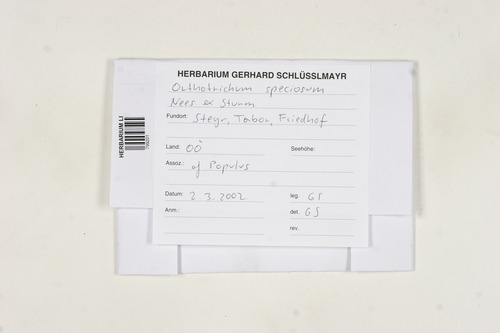 HERBARIUM GERHARD SCHLÜSSLMAYR
Orthotrichum speciosum
Nees ex Sturm
Fundort: Steyr, Tabor, Friedhof
Land: OÖ Seehöhe:
Assoz.: af Populus
Datum: 2.3.2002 leg. GS
Anm.: det. GS
rev.
HERBARIUM LI